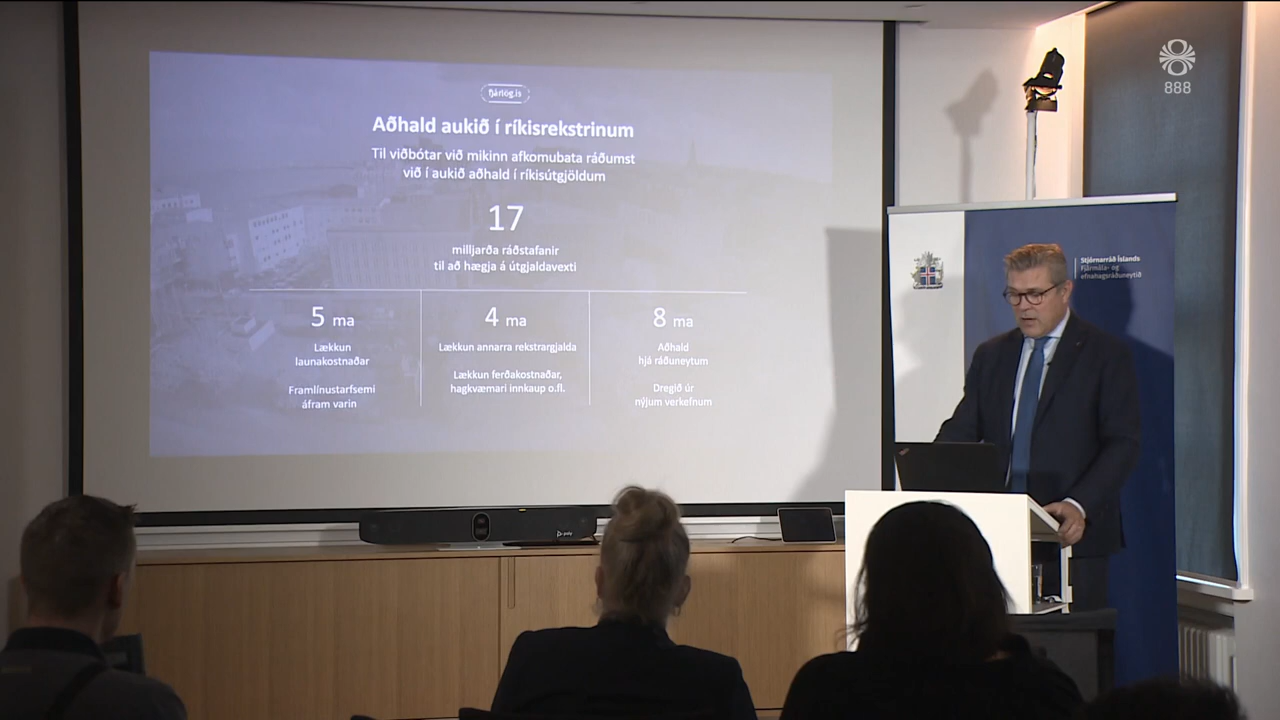 888
fjárlög.is
Aðhald aukið í ríkisrekstrinum
Til viðbótar við mikinn afkomubata ráðumst
við í aukið aðhald í ríkisútgjöldum
17
milljarða ráðstafanir
til að hægja á útgjaldavexti
5 ma
Lækkun
launakostnaðar
Framlínustarfsemi
áfram varin
4 ma
Lækkun annarra rekstrargjalda
Lækkun ferðakostnaðar,
hagkvæmari innkaup o.fl.
8 ma
Aðhald
hjá ráðuneytum
Dregið úr
nýjum verkefnum
Stjórnarráð Íslands
Fjármála- og
efnahagsráðuneytið
poly